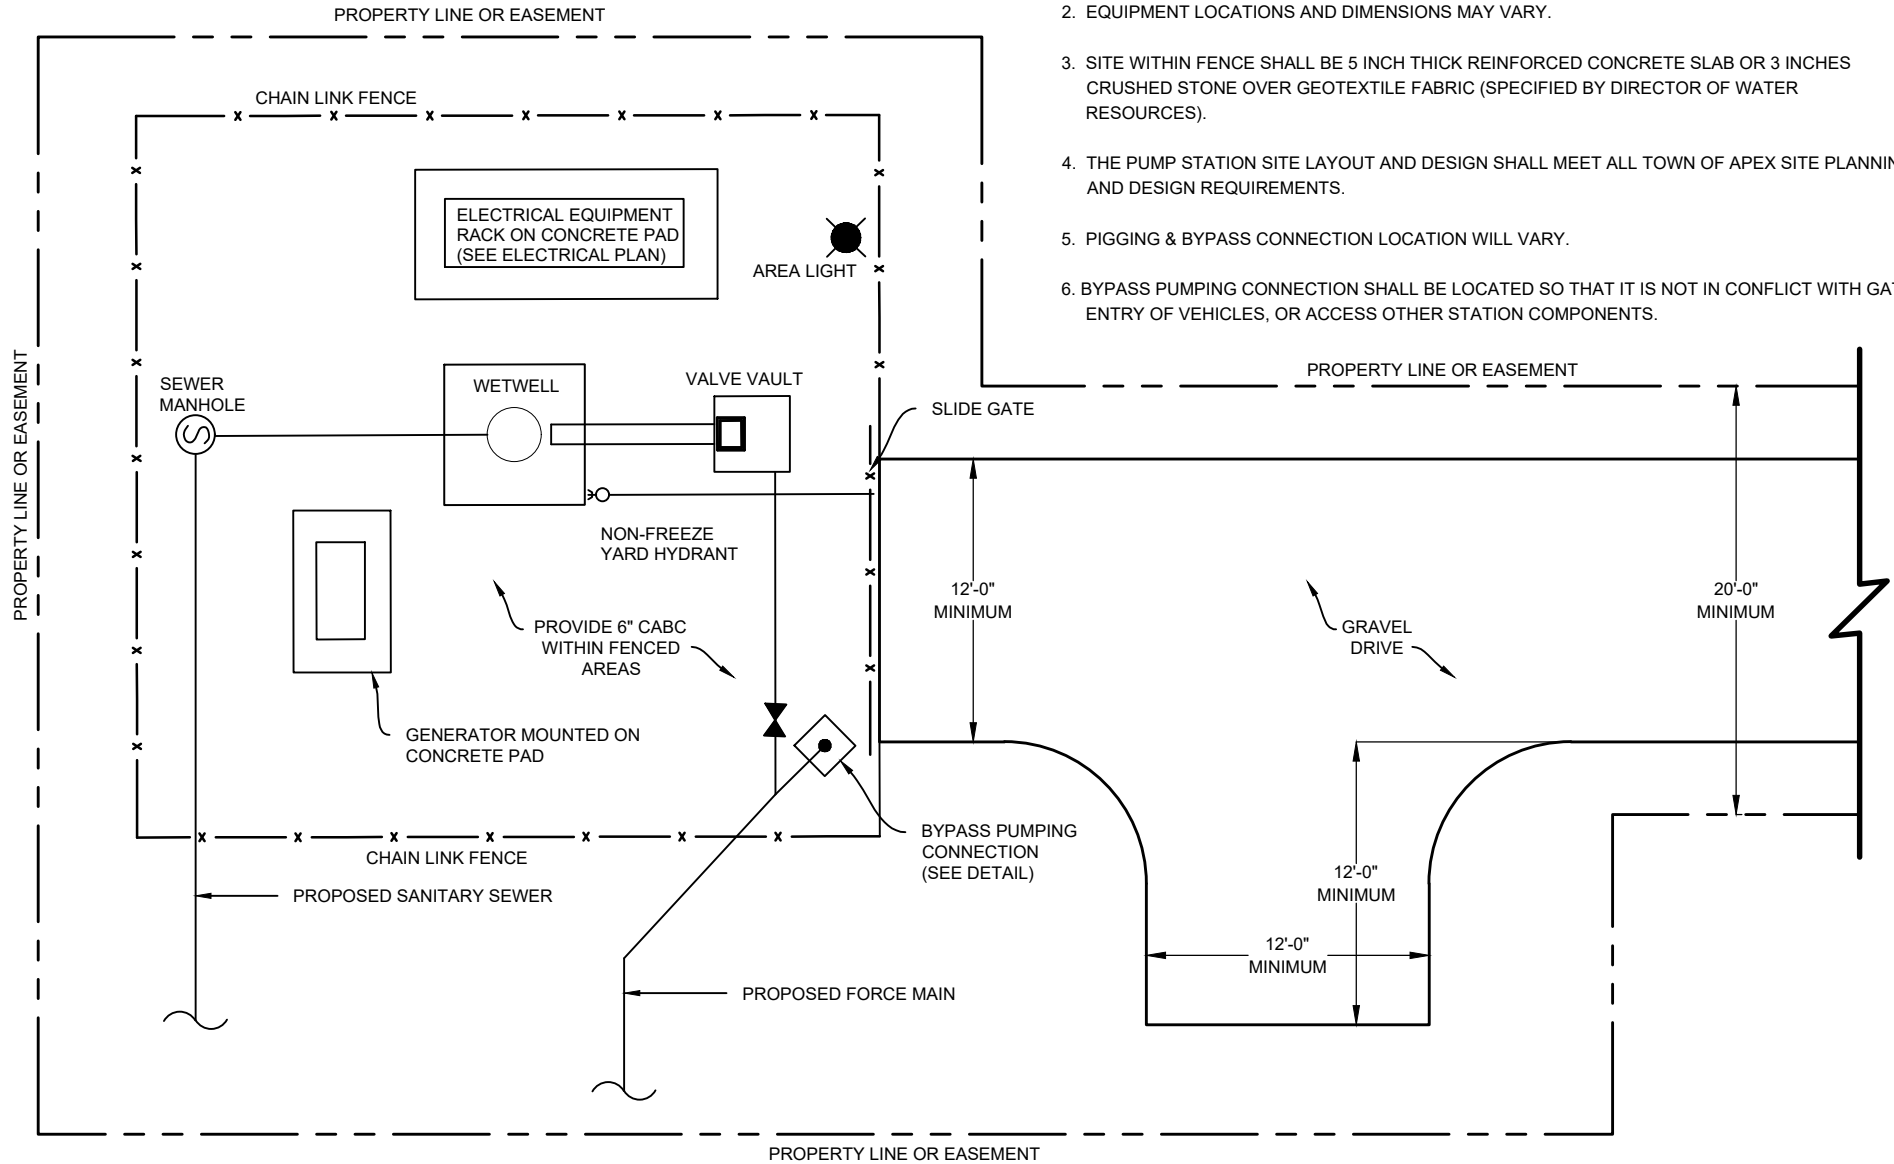 PROPERTY LINE OR EASEMENT
2. EQUIPMENT LOCATIONS AND DIMENSIONS MAY VARY.
3. SITE WITHIN FENCE SHALL BE 5 INCH THICK REINFORCED CONCRETE SLAB OR 3 INCHES
CRUSHED STONE OVER GEOTEXTILE FABRIC (SPECIFIED BY DIRECTOR OF WATER
RESOURCES).
4. THE PUMP STATION SITE LAYOUT AND DESIGN SHALL MEET ALL TOWN OF APEX SITE
AND DESIGN REQUIREMENTS.
5. PIGGING & BYPASS CONNECTION LOCATION WILL VARY.
6. BYPASS PUMPING CONNECTION SHALL BE LOCATED SO THAT IT IS NOT IN CONFLICT WITH
ENTRY OF VEHICLES, OR ACCESS OTHER STATION COMPONENTS.
CHAIN LINK FENCE
ELECTRICAL EQUIPMENT
RACK ON CONCRETE PAD
(SEE ELECTRICAL PLAN)
AREA LIGHT
PROPERTY LINE OR EASEMENT
PROPERTY LINE OR EASEMENT
SEWER
MANHOLE
S
WETWELL
VALVE VAULT
SLIDE GATE
NON-FREEZE
YARD HYDRANT
12'-0"
MINIMUM
20'-0"
MINIMUM
PROVIDE 6" CABC
WITHIN FENCED
AREAS
GRAVEL
DRIVE
GENERATOR MOUNTED ON
CONCRETE PAD
BYPASS PUMPING
CONNECTION
(SEE DETAIL)
CHAIN LINK FENCE
12'-0"
MINIMUM
PROPOSED SANITARY SEWER
12'-0"
MINIMUM
PROPOSED FORCE MAIN
PROPERTY LINE OR EASEMENT